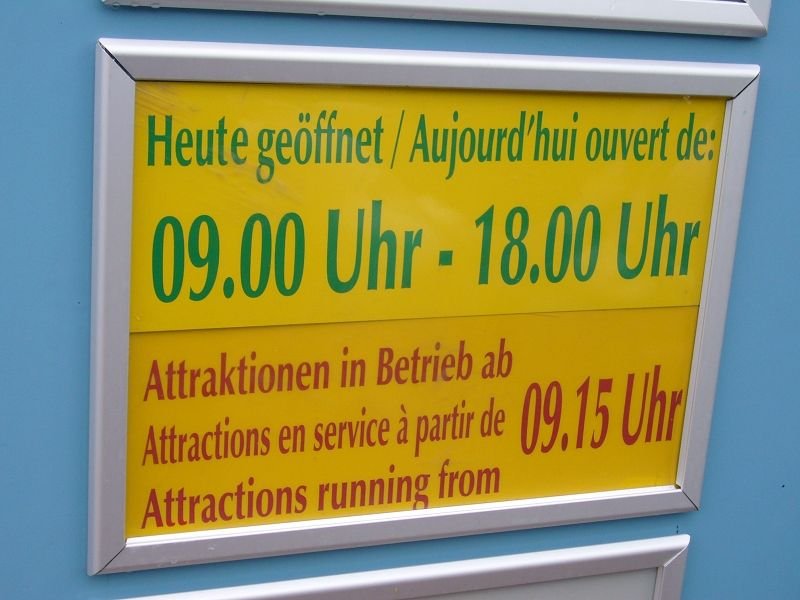 Heute geöffnet / Aujourd'hui ouvert de:
09.00 Uhr - 18.00 Uhr
Attraktionen in Betrieb ab
Attractions en service à partir de 09.15 Uhr
Attractions running from